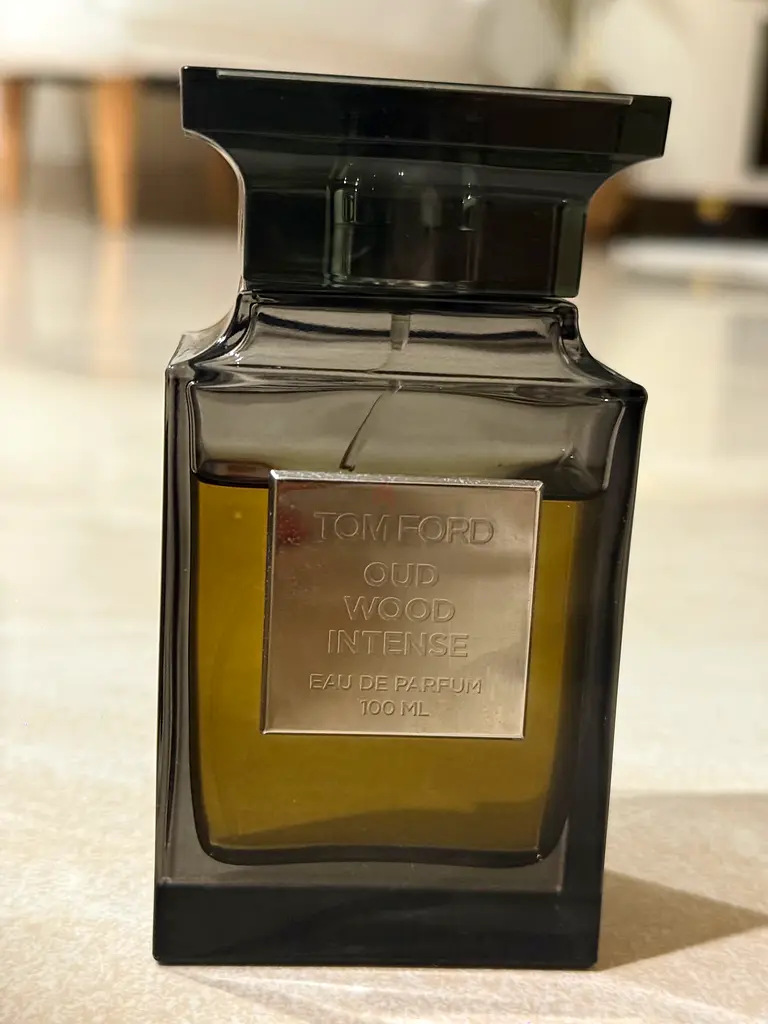 TOM FORD
OUD
WOOD
INTENSE
EAU DE PARFUM
100 ML